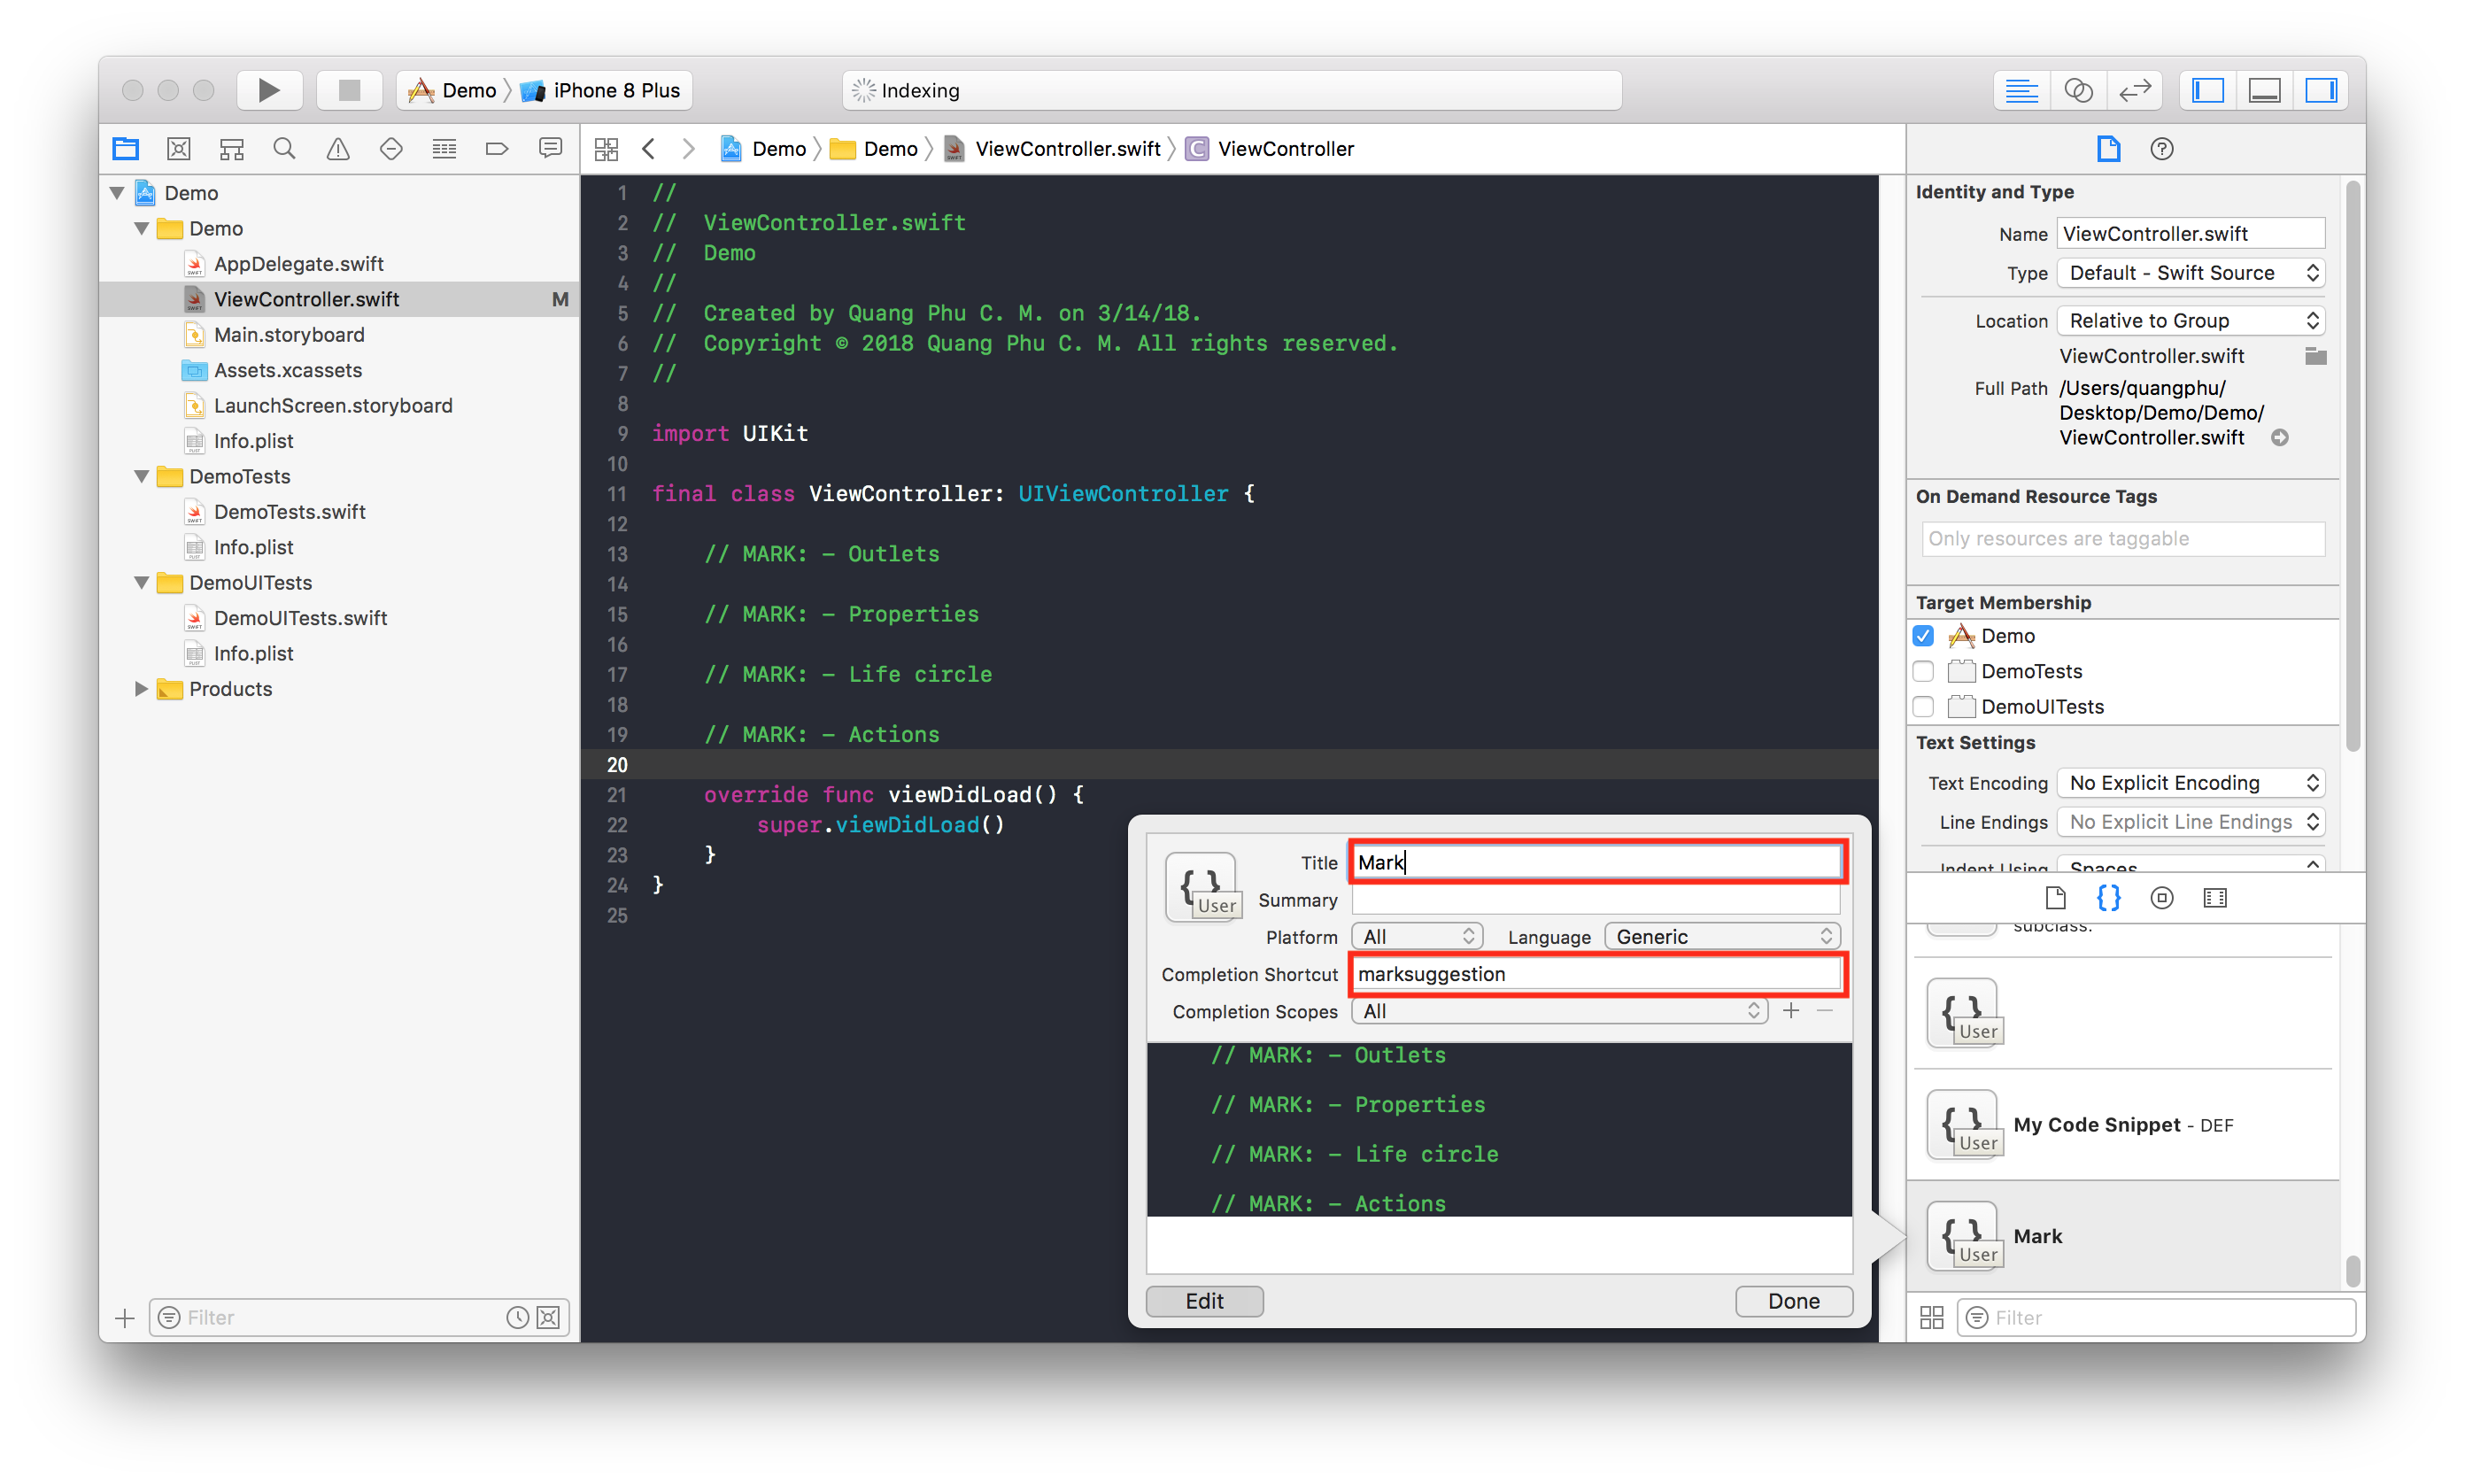 Demo
iPhone 8 Plus
Indexing
Demo
Demo
ViewController.swift
C
ViewController
Demo
Demo
AppDelegate.swift
ViewController.swift
M
Main.storyboard
Assets.xcassets
LaunchScreen.storyboard
Info.plist
DemoTests
DemoTests.swift
Info.plist
DemoUITests
DemoUITests.swift
Info.plist
Products
Filter
1 //
2 //  ViewController.swift
3 //  Demo
4 //
5 //  Created by Quang Phu C. M. on 3/14/18.
6 //  Copyright © 2018 Quang Phu C. M. All rights reserved.
7 //
8
9 import UIKit
10
11 final class ViewController: UIViewController {
12
13     // MARK: - Outlets
14
15     // MARK: - Properties
16
17     // MARK: - Life circle
18
19     // MARK: - Actions
20
21     override func viewDidLoad() {
22         super.viewDidLoad()
23     }
24 }
25
{ }
User
Title Mark
Summary
Platform All Language Generic
Completion Shortcut marksuggestion
Completion Scopes All
// MARK: - Outlets
// MARK: - Properties
// MARK: - Life circle
// MARK: - Actions
Edit
Done
Identity and Type
Name ViewController.swift
Type Default - Swift Source
Location Relative to Group
ViewController.swift
Full Path /Users/quangphu/
Desktop/Demo/Demo/
ViewController.swift
On Demand Resource Tags
Only resources are taggable
Target Membership
Demo
DemoTests
DemoUITests
Text Settings
Text Encoding No Explicit Encoding
Line Endings No Explicit Line Endings
Indent Using Spaces
{ }
subclass.
{ }
User
{ }
User
My Code Snippet - DEF
{ }
User
Mark
Filter